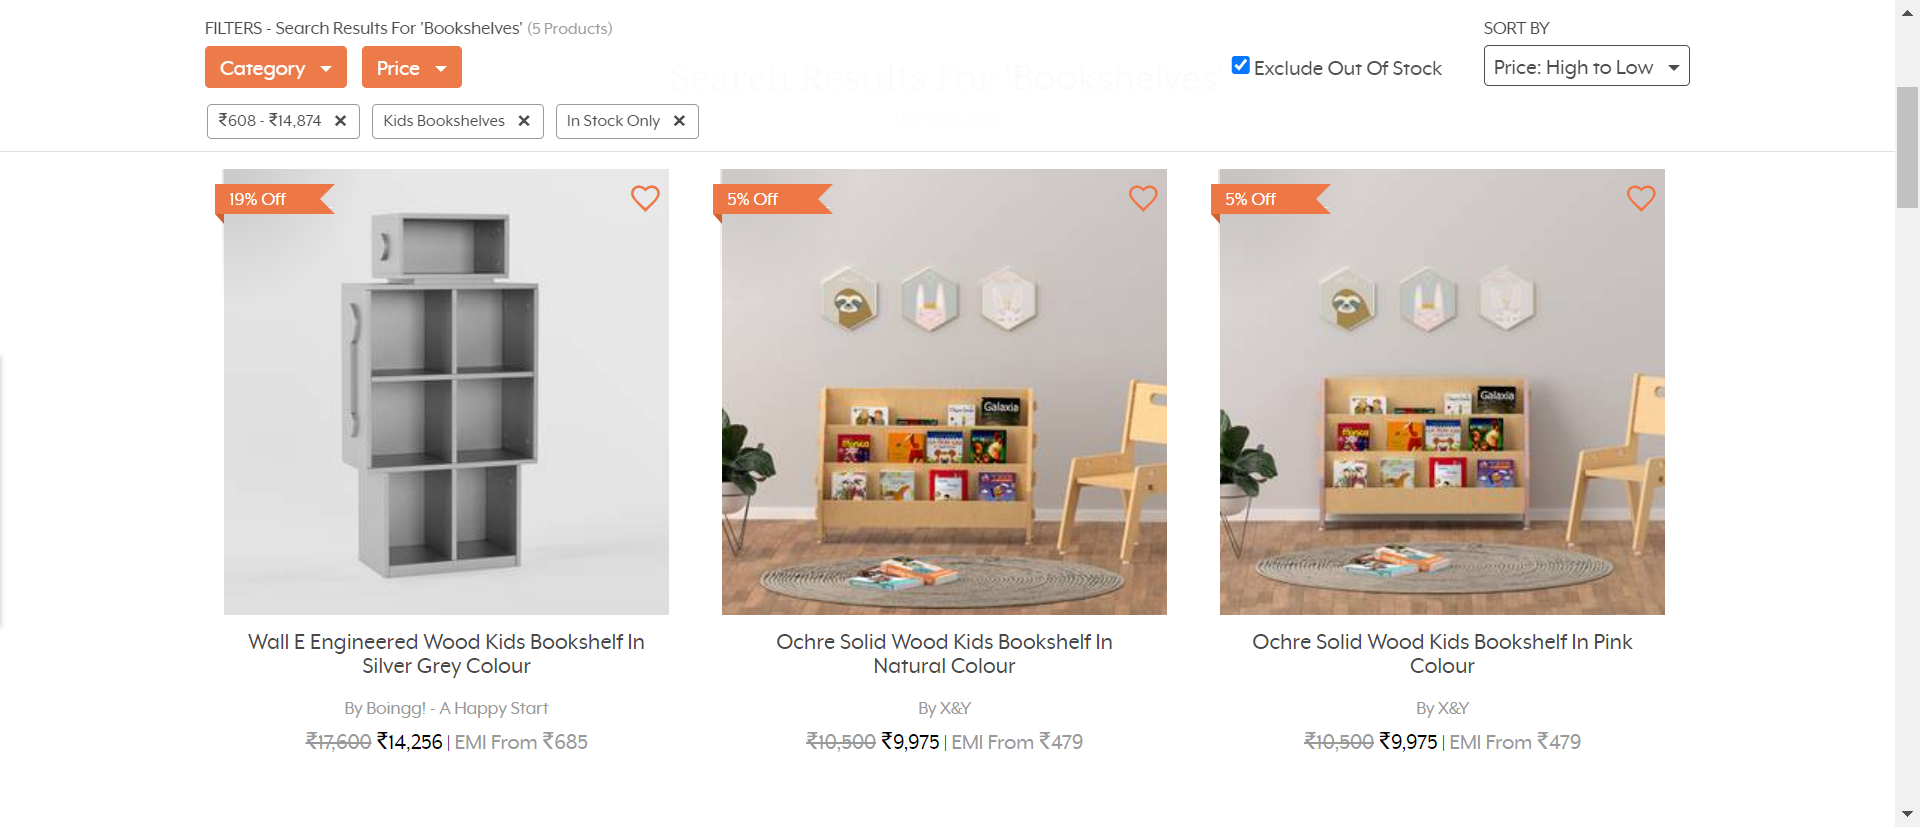 FILTERS - Search Results For 'Bookshelves' (5 Products)
SORT BY
Category
Price
Search Results For 'Bookshelves'
Exclude Out Of Stock
Price: High to Low
₹608 - ₹14,874 ✕
Kids Bookshelves ✕
In Stock Only ✕
19% Off
5% Off
5% Off
Galaxia
Galaxia
Wall E Engineered Wood Kids Bookshelf In
Silver Grey Colour
By Boingg! - A Happy Start
₹17,600 ₹14,256 | EMI From ₹685
Ochre Solid Wood Kids Bookshelf In
Natural Colour
By X&Y
₹10,500 ₹9,975 | EMI From ₹479
Ochre Solid Wood Kids Bookshelf In Pink
Colour
By X&Y
₹10,500 ₹9,975 | EMI From ₹479